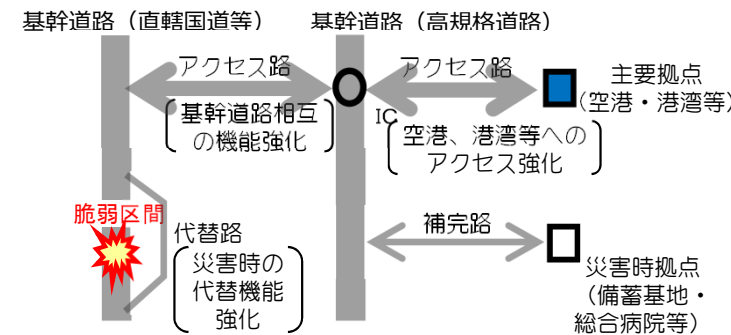 基幹道路（直轄国道等）
基幹道路（高規格道路）
アクセス路
アクセス路
主要拠点
（空港・港湾等）
基幹道路相互
の機能強化
IC
空港、港湾等への
アクセス強化
脆弱区間
代替路
災害時の
代替機能
強化
補完路
災害時拠点
（備蓄基地・
総合病院等）